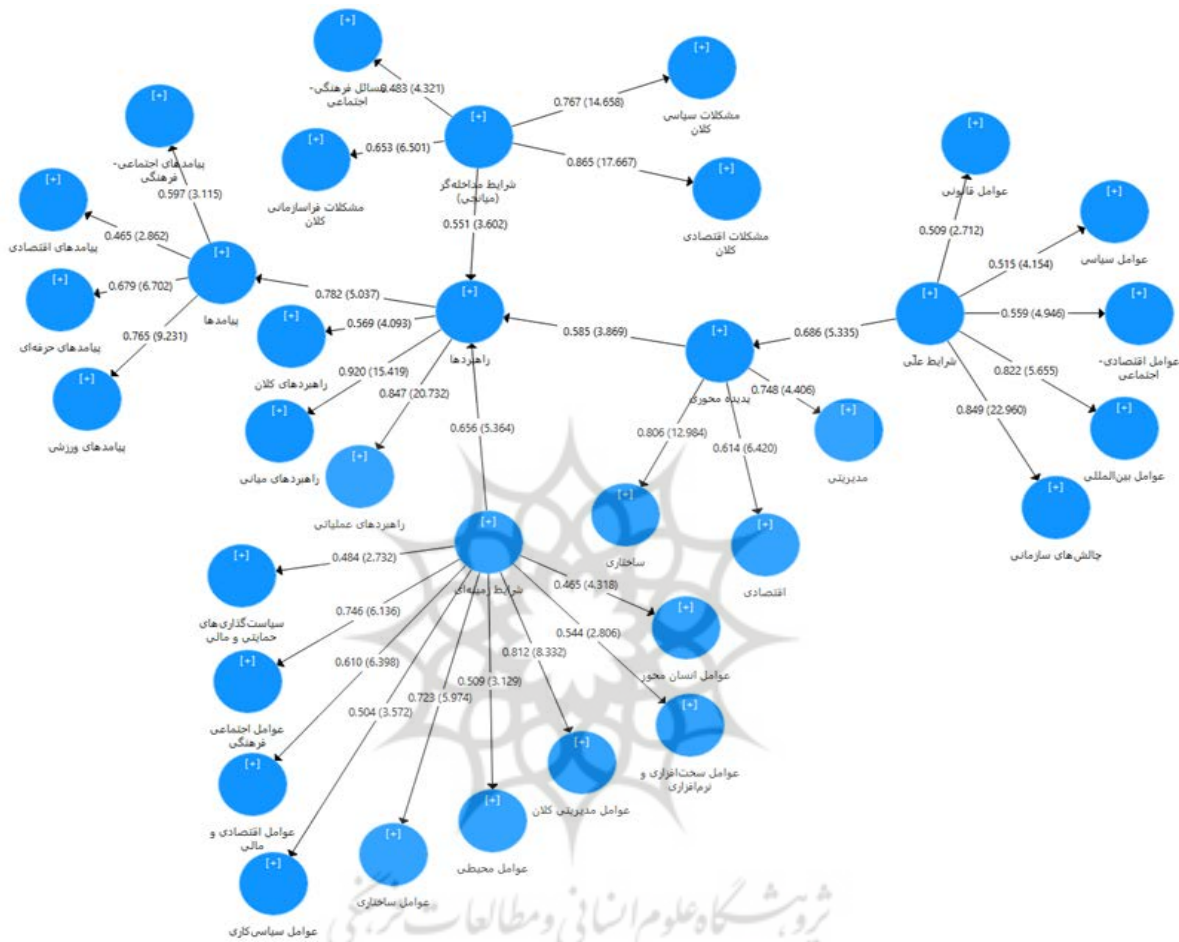 [+]
مسائل فرهنگی-
اجتماعی
0.483 (4.321)
[+]
مشکلات سیاسی
کلان
0.767 (14.658)
[+]
شرایط مداخله‌گر
(میانجی)
[+]
مشکلات فراسازمانی
کلان
0.653 (6.501)
[+]
مشکلات اقتصادی
کلان
0.865 (17.667)
0.551 (3.602)
[+]
پیامدهای اجتماعی-
فرهنگی
0.597 (3.115)
[+]
پیامدهای اقتصادی
0.465 (2.862)
[+]
پیامدها
[+]
پیامدهای حرفه‌ای
0.679 (6.702)
[+]
پیامدهای ورزشی
0.765 (9.231)
0.782 (5.037)
[+]
راهبردها
[+]
راهبردهای کلان
0.569 (4.093)
[+]
راهبردهای میانی
0.920 (15.419)
[+]
راهبردهای عملیاتی
0.847 (20.732)
0.585 (3.869)
[+]
پدیده محوری
0.748 (4.406)
[+]
مدیریتی
0.806 (12.984)
[+]
ساختاری
0.614 (6.420)
[+]
اقتصادی
0.686 (5.335)
[+]
شرایط علّی
[+]
عوامل قانونی
0.509 (2.712)
[+]
عوامل سیاسی
0.515 (4.154)
[+]
عوامل اقتصادی-
اجتماعی
0.559 (4.946)
[+]
عوامل بین‌المللی
0.822 (5.655)
[+]
چالش‌های سازمانی
0.849 (22.960)
0.656 (5.364)
[+]
شرایط زمینه‌ای
[+]
سیاست‌گذاری‌های
حمایتی و مالی
0.484 (2.732)
[+]
عوامل اجتماعی
فرهنگی
0.746 (6.136)
[+]
عوامل اقتصادی و
مالی
0.610 (6.398)
[+]
عوامل سیاسی‌کاری
0.504 (3.572)
[+]
عوامل ساختاری
0.723 (5.974)
[+]
عوامل محیطی
0.509 (3.129)
[+]
عوامل مدیریتی کلان
0.812 (8.332)
[+]
عوامل سخت‌افزاری و
نرم‌افزاری
0.544 (2.806)
[+]
عوامل انسان محور
0.465 (4.318)
پژوهشگاه علوم انسانی و مطالعات فرهنگی